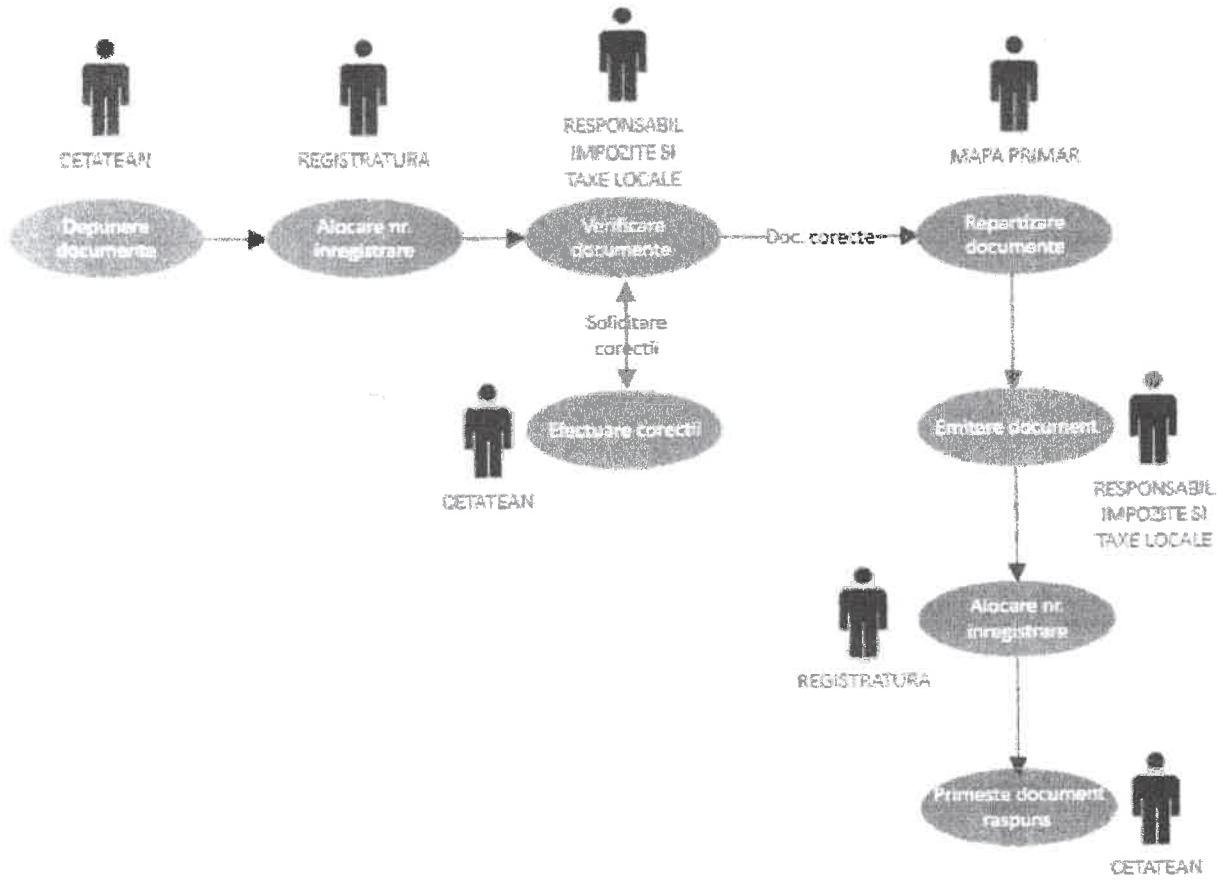 CETATEAN
REGISTRATURA
RESPONSABIL
IMPOZITE SI
TAXE LOCALE
MAPA PRIMAR
Depunere
documente
Alocare nr.
inregistrare
Verificare
documente
Doc. corecte
Repartizare
documente
Solicitare
corectii
CETATEAN
Efectuare corectii
Emitere document
RESPONSABIL
IMPOZITE SI
TAXE LOCALE
REGISTRATURA
Alocare nr.
inregistrare
Primeste document
raspuns
CETATEAN